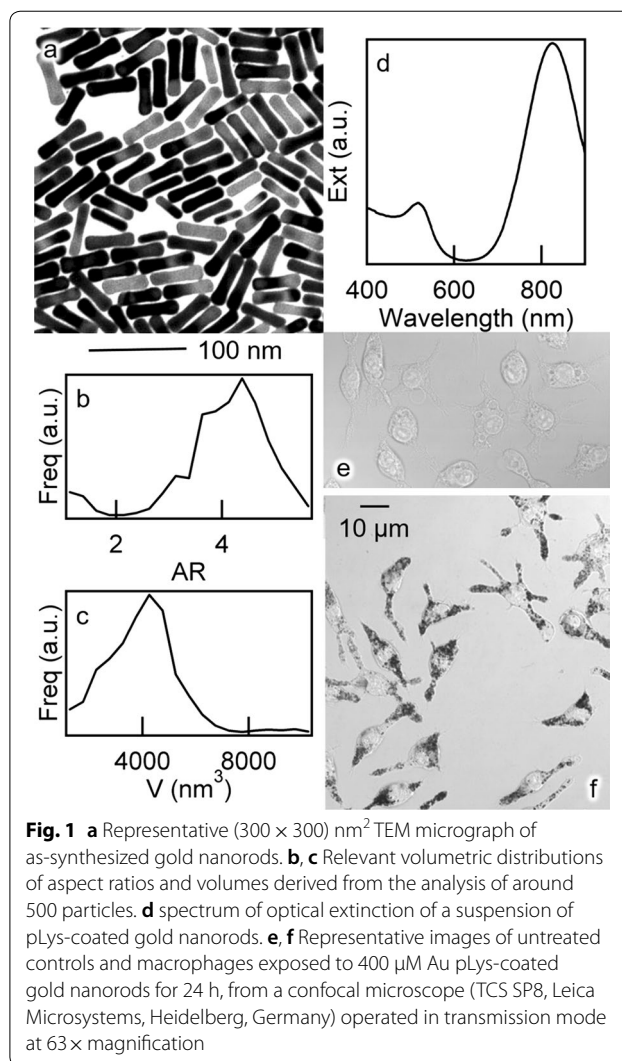 a
100 nm
b
Freq (a.u.)
2
4
AR
c
Freq (a.u.)
4000
8000
V (nm³)
d
Ext (a.u.)
400
600
800
Wavelength (nm)
e
10 µm
f
Fig. 1 a Representative (300 × 300) nm² TEM micrograph of
as-synthesized gold nanorods. b, c Relevant volumetric distributions
of aspect ratios and volumes derived from the analysis of around
500 particles. d spectrum of optical extinction of a suspension of
pLys-coated gold nanorods. e, f Representative images of untreated
controls and macrophages exposed to 400 µM Au pLys-coated
gold nanorods for 24 h, from a confocal microscope (TCS SP8, Leica
Microsystems, Heidelberg, Germany) operated in transmission mode
at 63× magnification